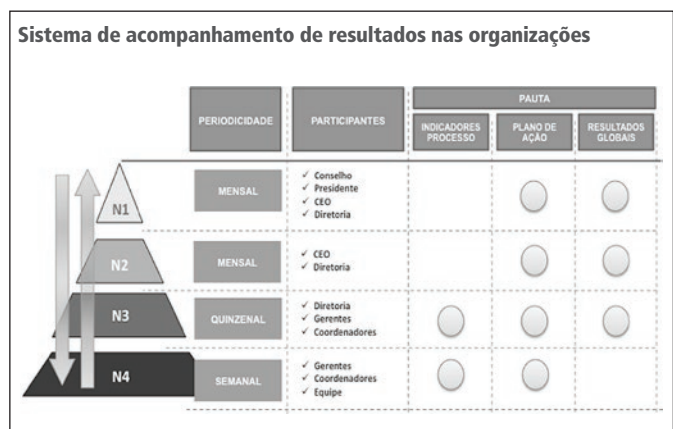 Sistema de acompanhamento de resultados nas organizações
PAUTA
PERIODICIDADE
PARTICIPANTES
INDICADORES
PROCESSO
PLANO DE
AÇÃO
RESULTADOS
GLOBAIS
N1
MENSAL
✓ Conselho
✓ Presidente
✓ CEO
✓ Diretoria
N2
MENSAL
✓ CEO
✓ Diretoria
N3
QUINZENAL
✓ Diretoria
✓ Gerentes
✓ Coordenadores
N4
SEMANAL
✓ Gerentes
✓ Coordenadores
✓ Equipe